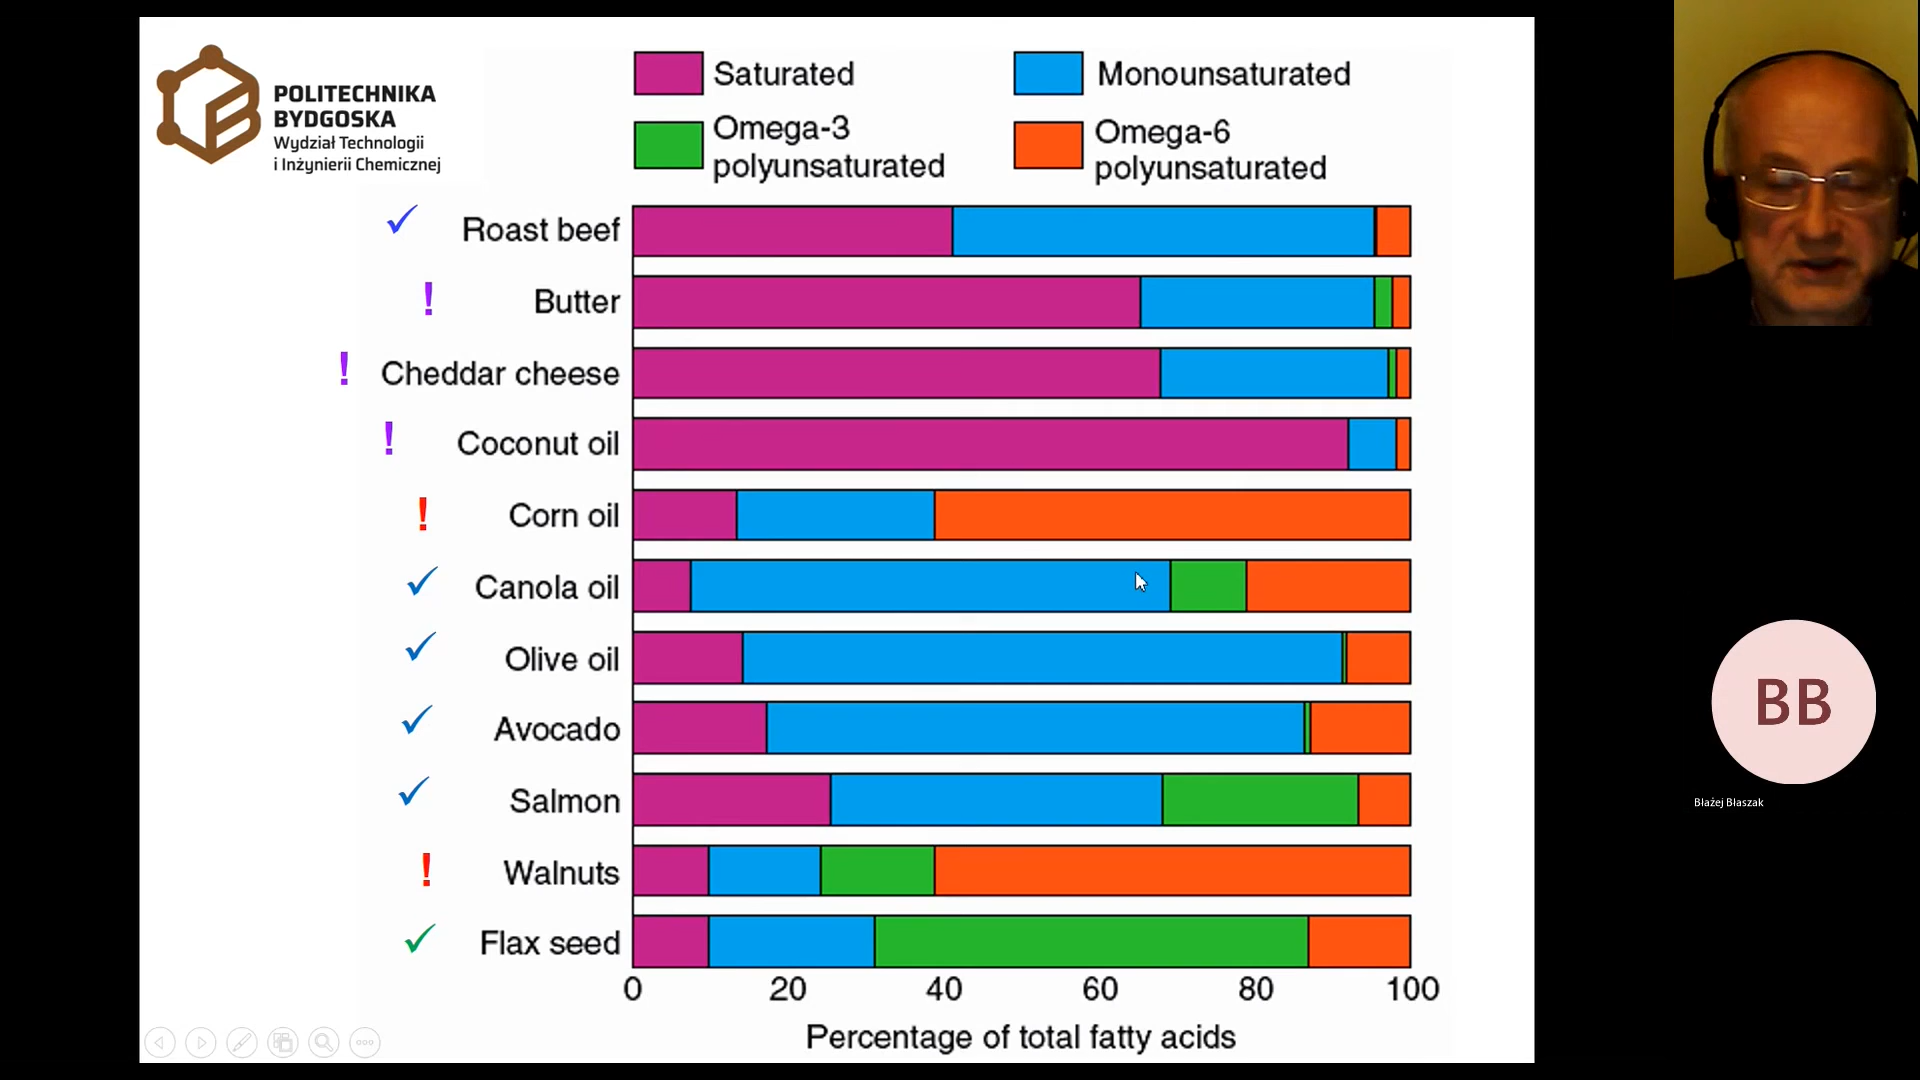 POLITECHNIKA
BYDGOSKA
Wydział Technologii
i Inżynierii Chemicznej
Saturated
Monounsaturated
Omega-3
polyunsaturated
Omega-6
polyunsaturated
Roast beef
! Butter
! Cheddar cheese
! Coconut oil
! Corn oil
Canola oil
Olive oil
Avocado
Salmon
! Walnuts
Flax seed
0 20 40 60 80 100
Percentage of total fatty acids
BB
Błażej Błaszak